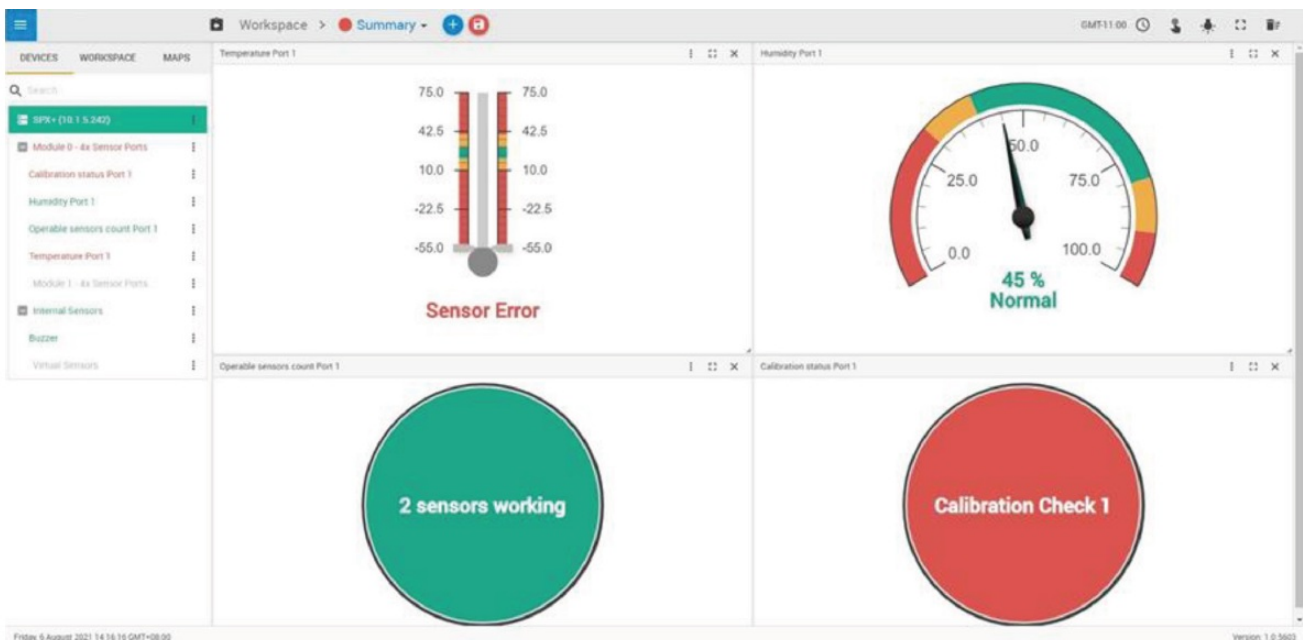 Workspace > Summary
GMT-11:00
DEVICES WORKSPACE MAPS
Search
SPX+ (10.1.5.242)
Module 0 - 4x Sensor Ports
Calibration status Port 1
Humidity Port 1
Operable sensors count Port 1
Temperature Port 1
Module 1 - 4x Sensor Ports
Internal Sensors
Buzzer
Virtual Sensors
Temperature Port 1
75.0 75.0
42.5 42.5
10.0 10.0
-22.5 -22.5
-55.0 -55.0
Sensor Error
Humidity Port 1
50.0
25.0 75.0
0.0 100.0
45 %
Normal
Operable sensors count Port 1
2 sensors working
Calibration status Port 1
Calibration Check 1
Friday, 6 August 2021 14:16:16 GMT+08:00
Version: 1.0.5603